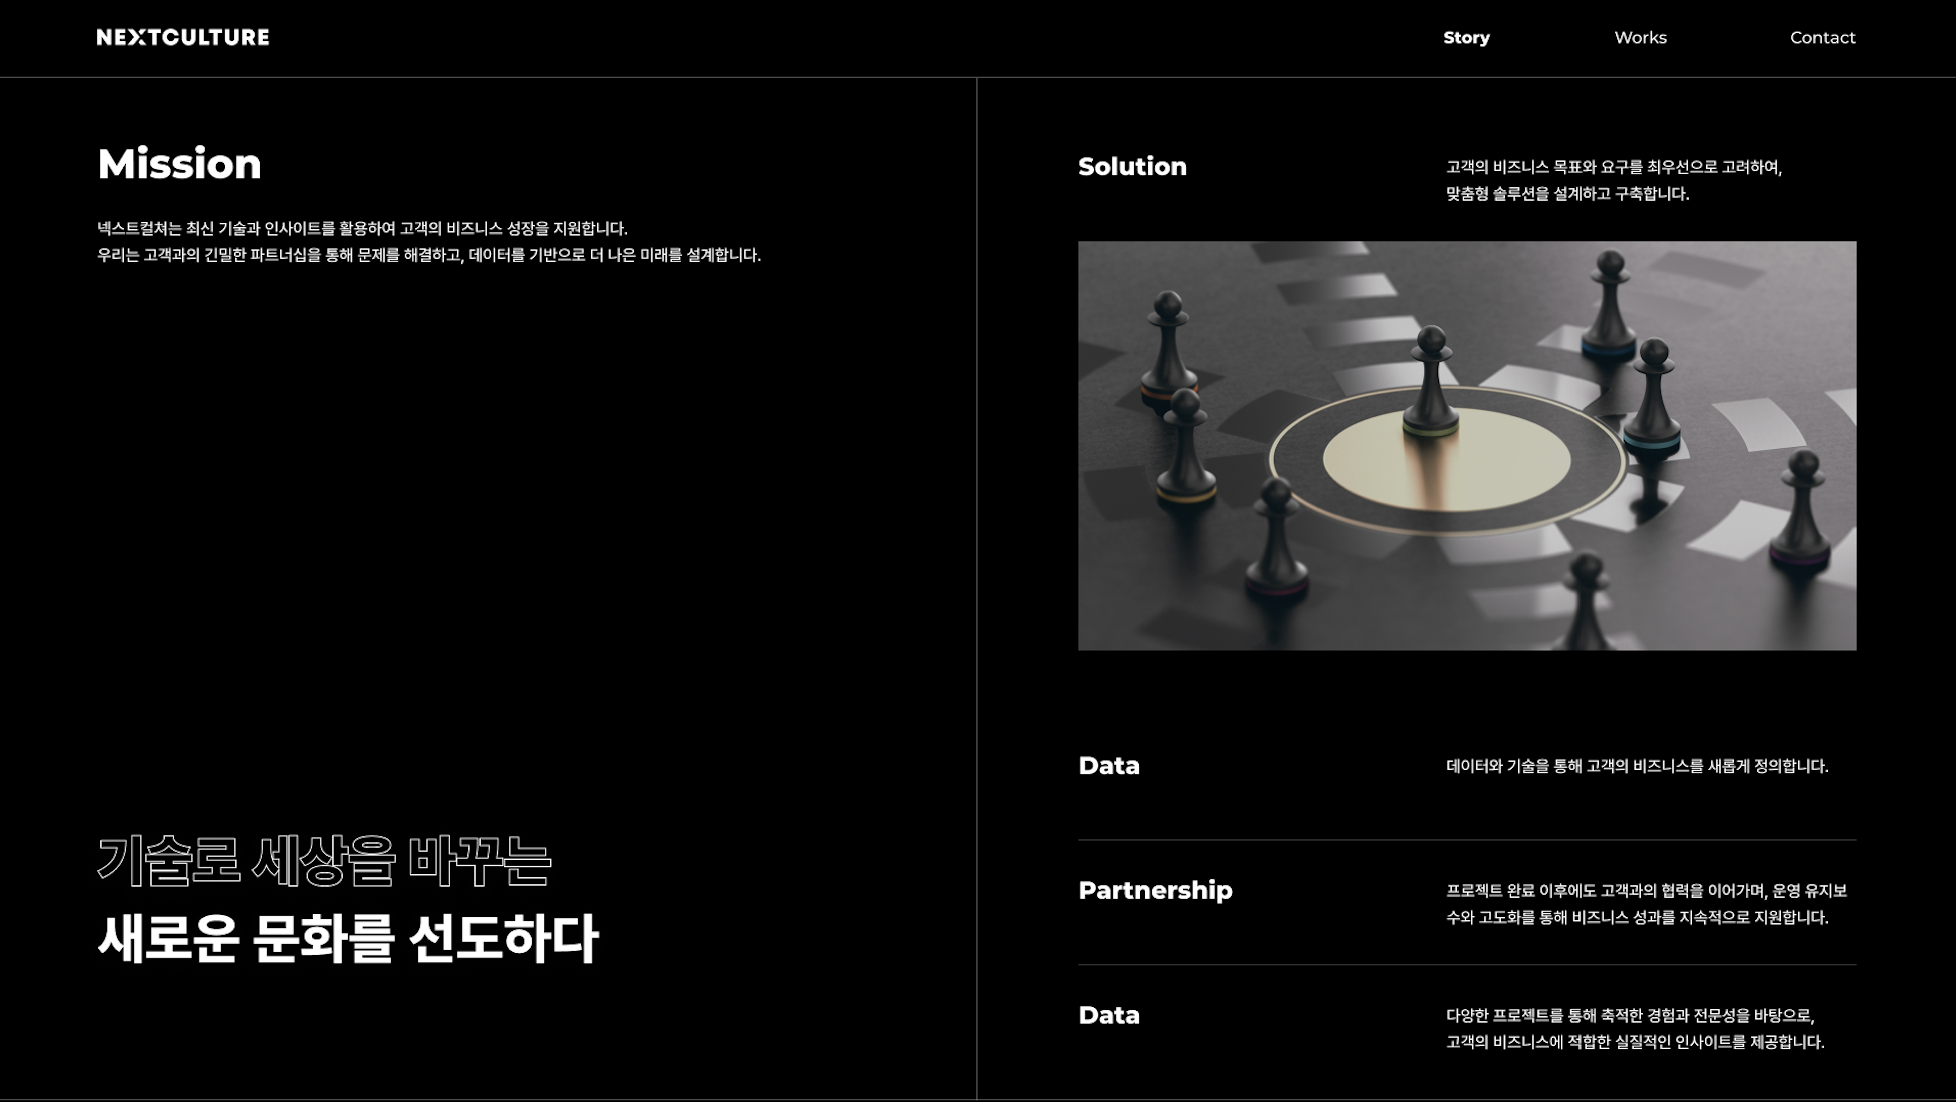 NEXTCULTURE
Story
Works
Contact
Mission
넥스트컬쳐는 최신 기술과 인사이트를 활용하여 고객의 비즈니스 성장을 지원합니다.
우리는 고객과의 긴밀한 파트너십을 통해 문제를 해결하고, 데이터를 기반으로 더 나은 미래를 설계합니다.
기술로 세상을 바꾸는
새로운 문화를 선도하다
Solution
고객의 비즈니스 목표와 요구를 최우선으로 고려하여,
맞춤형 솔루션을 설계하고 구축합니다.
Data
데이터와 기술을 통해 고객의 비즈니스를 새롭게 정의합니다.
Partnership
프로젝트 완료 이후에도 고객과의 협력을 이어가며, 운영 유지보
수와 고도화를 통해 비즈니스 성과를 지속적으로 지원합니다.
Data
다양한 프로젝트를 통해 축적한 경험과 전문성을 바탕으로,
고객의 비즈니스에 적합한 실질적인 인사이트를 제공합니다.